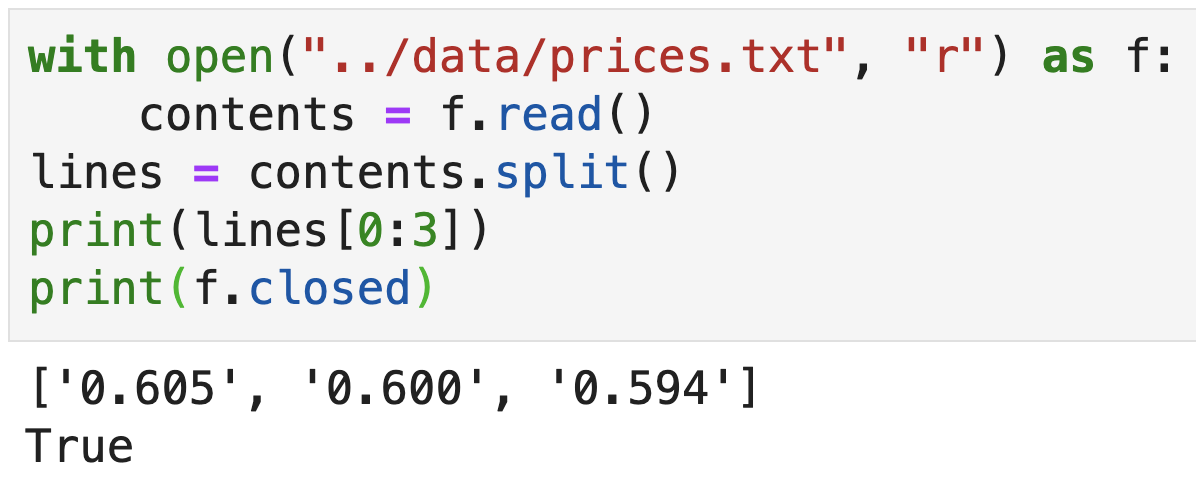 with open("../data/prices.txt", "r") as f:
    contents = f.read()
lines = contents.split()
print(lines[0:3])
print(f.closed)
['0.605', '0.600', '0.594']
True